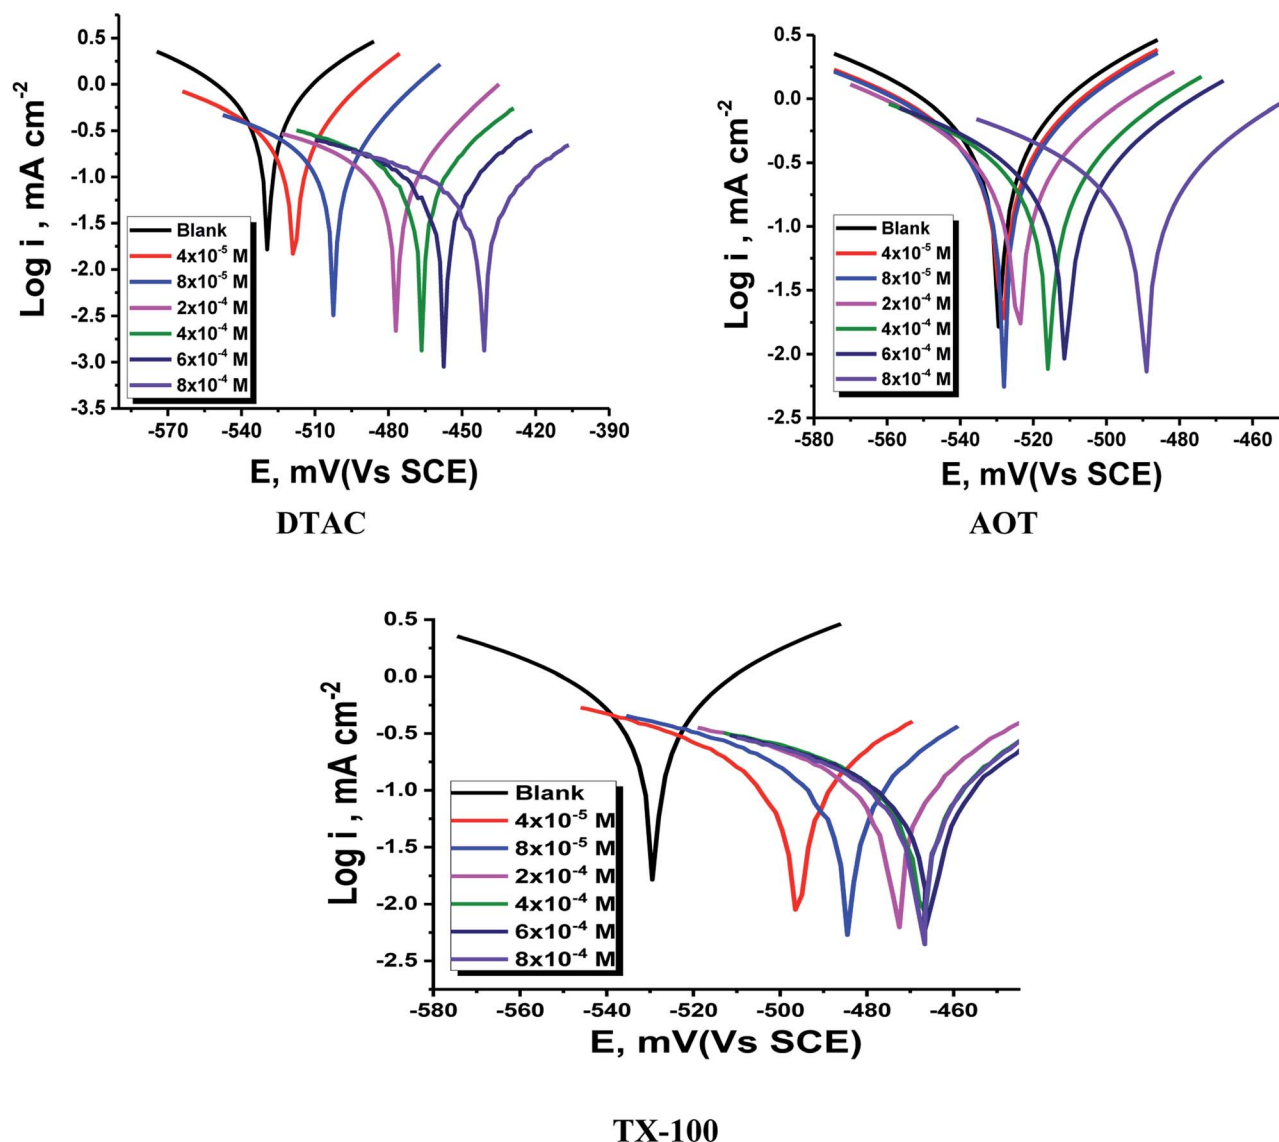 0.5
0.0
-0.5
-1.0
-1.5
-2.0
-2.5
-3.0
-3.5
Log i , mA cm⁻²
Blank
4x10⁻⁵ M
8x10⁻⁵ M
2x10⁻⁴ M
4x10⁻⁴ M
6x10⁻⁴ M
8x10⁻⁴ M
-570 -540 -510 -480 -450 -420 -390
E, mV(Vs SCE)
DTAC
0.5
0.0
-0.5
-1.0
-1.5
-2.0
-2.5
Log i , mA cm⁻²
Blank
4x10⁻⁵ M
8x10⁻⁵ M
2x10⁻⁴ M
4x10⁻⁴ M
6x10⁻⁴ M
8x10⁻⁴ M
-580 -560 -540 -520 -500 -480 -460
E, mV(Vs SCE)
AOT
0.5
0.0
-0.5
-1.0
-1.5
-2.0
-2.5
Log i , mA cm⁻²
Blank
4x10⁻⁵ M
8x10⁻⁵ M
2x10⁻⁴ M
4x10⁻⁴ M
6x10⁻⁴ M
8x10⁻⁴ M
-580 -560 -540 -520 -500 -480 -460
E, mV(Vs SCE)
TX-100